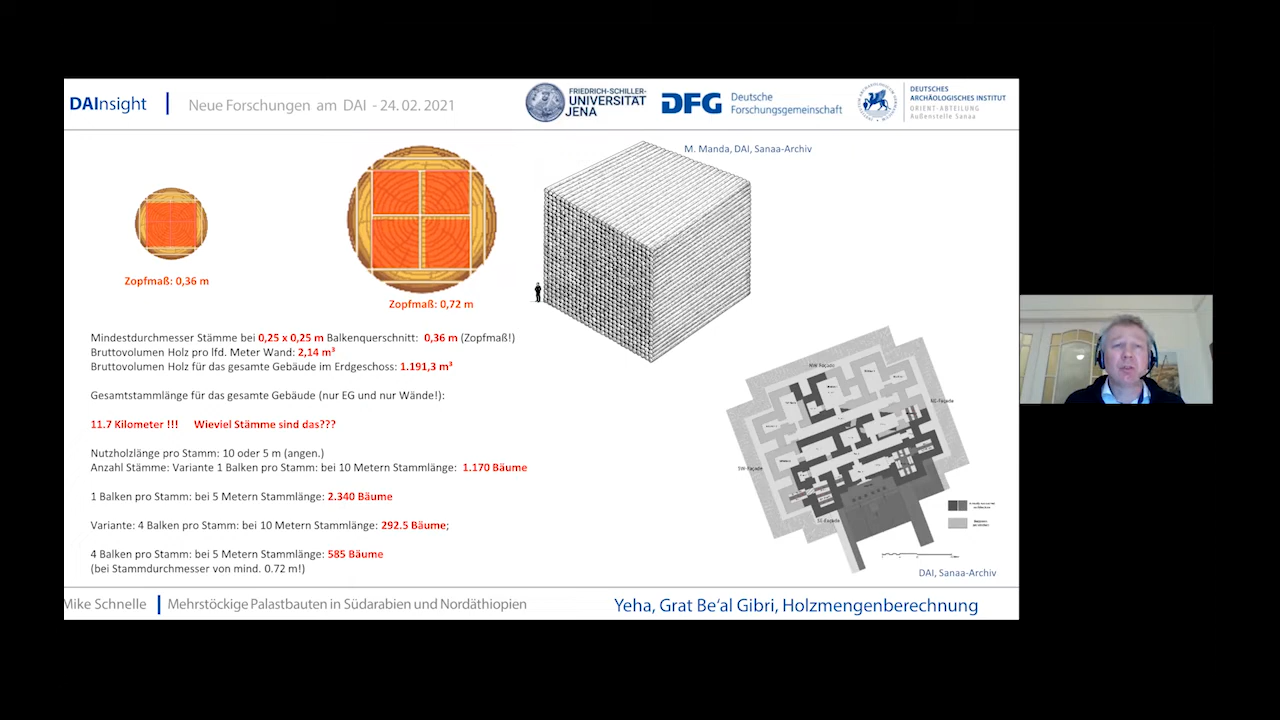 DAInsight
Neue Forschungen am DAI - 24.02.2021
FRIEDRICH-SCHILLER-
UNIVERSITÄT
JENA
DFG
Deutsche
Forschungsgemeinschaft
DEUTSCHES
ARCHÄOLOGISCHES INSTITUT
ORIENT-ABTEILUNG
Außenstelle Sanaa
M. Manda, DAI, Sanaa-Archiv
Zopfmaß: 0,36 m
Zopfmaß: 0,72 m
Mindestdurchmesser Stämme bei 0,25 x 0,25 m Balkenquerschnitt: 0,36 m (Zopfmaß!)
Bruttovolumen Holz pro lfd. Meter Wand: 2,14 m³
Bruttovolumen Holz für das gesamte Gebäude im Erdgeschoss: 1.191,3 m³
Gesamtstammlänge für das gesamte Gebäude (nur EG und nur Wände!):
11.7 Kilometer !!! Wieviel Stämme sind das???
Nutzholzlänge pro Stamm: 10 oder 5 m (angen.)
Anzahl Stämme: Variante 1 Balken pro Stamm: bei 10 Metern Stammlänge: 1.170 Bäume
1 Balken pro Stamm: bei 5 Metern Stammlänge: 2.340 Bäume
Variante: 4 Balken pro Stamm: bei 10 Metern Stammlänge: 292.5 Bäume;
4 Balken pro Stamm: bei 5 Metern Stammlänge: 585 Bäume
(bei Stammdurchmesser von mind. 0.72 m!)
NW-Façade
NE-Façade
SW-Façade
SE-Façade
DAI, Sanaa-Archiv
Mike Schnelle
Mehrstöckige Palastbauten in Südarabien und Nordäthiopien
Yeha, Grat Be'al Gibri, Holzmengenberechnung